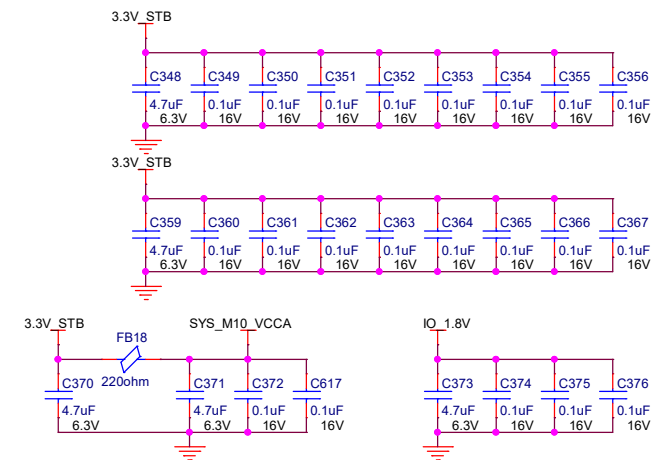 3.3V_STB
C348 C349 C350 C351 C352 C353 C354 C355 C356
4.7uF 0.1uF 0.1uF 0.1uF 0.1uF 0.1uF 0.1uF 0.1uF 0.1uF
6.3V 16V 16V 16V 16V 16V 16V 16V 16V
3.3V_STB
C359 C360 C361 C362 C363 C364 C365 C366 C367
4.7uF 0.1uF 0.1uF 0.1uF 0.1uF 0.1uF 0.1uF 0.1uF 0.1uF
6.3V 16V 16V 16V 16V 16V 16V 16V 16V
3.3V_STB SYS_M10_VCCA IO_1.8V
FB18
C370 220ohm C371 C372 C617 C373 C374 C375 C376
4.7uF 4.7uF 0.1uF 0.1uF 4.7uF 0.1uF 0.1uF 0.1uF
6.3V 6.3V 16V 16V 6.3V 16V 16V 16V